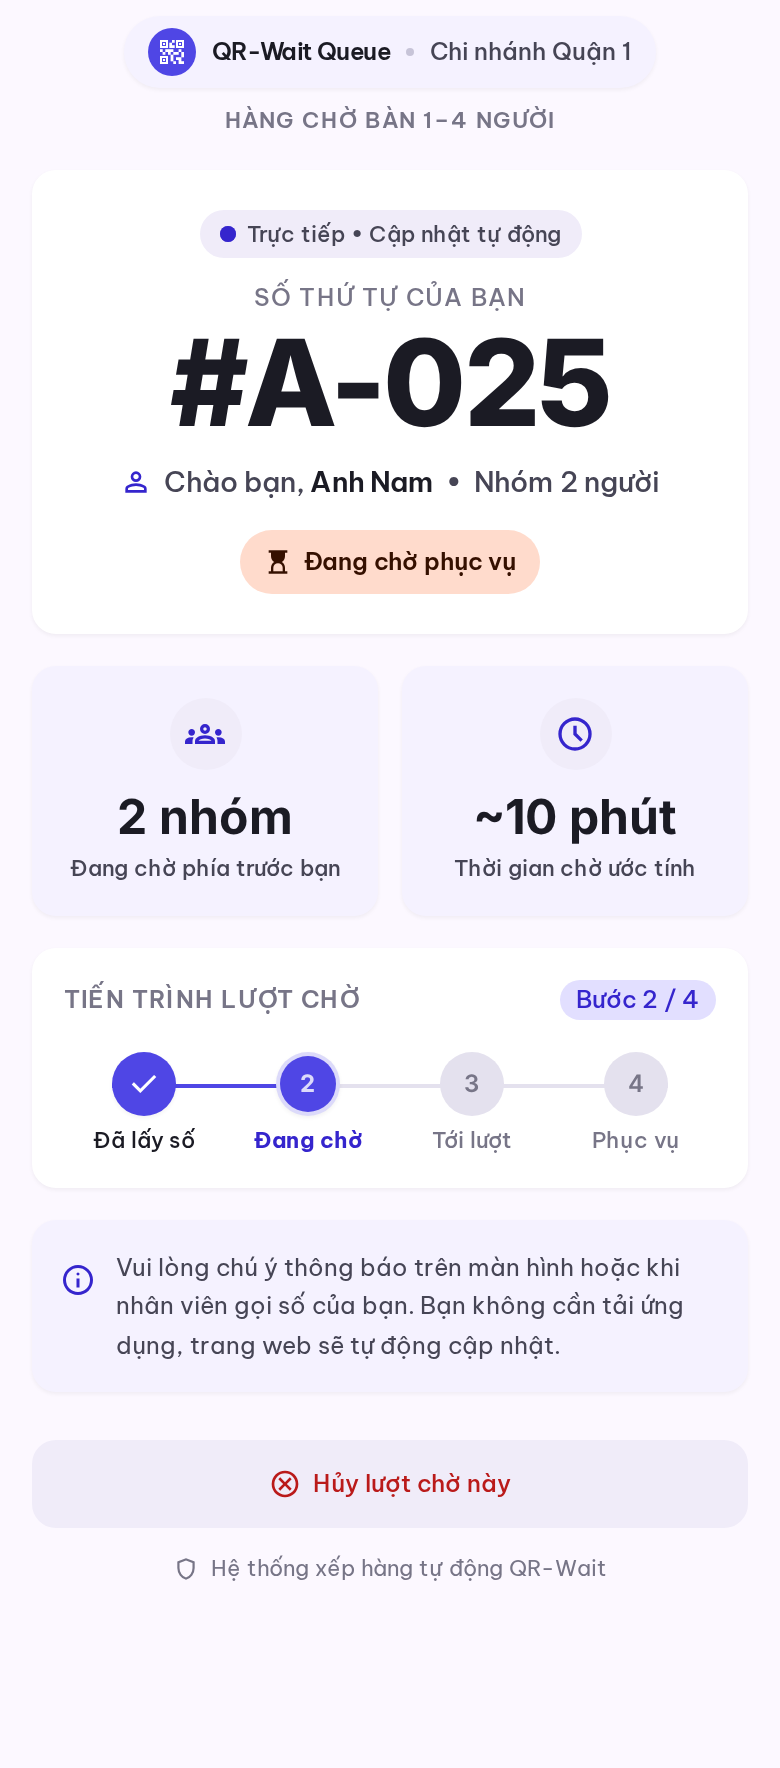 QR-Wait Queue • Chi nhánh Quận 1
HÀNG CHỜ BÀN 1–4 NGƯỜI
Trực tiếp • Cập nhật tự động
SỐ THỨ TỰ CỦA BẠN
#A-025
Chào bạn, Anh Nam • Nhóm 2 người
Đang chờ phục vụ
2 nhóm
Đang chờ phía trước bạn
~10 phút
Thời gian chờ ước tính
TIẾN TRÌNH LƯỢT CHỜ
Bước 2 / 4
2
3
4
Đã lấy số
Đang chờ
Tới lượt
Phục vụ
Vui lòng chú ý thông báo trên màn hình hoặc khi
nhân viên gọi số của bạn. Bạn không cần tải ứng
dụng, trang web sẽ tự động cập nhật.
Hủy lượt chờ này
Hệ thống xếp hàng tự động QR-Wait